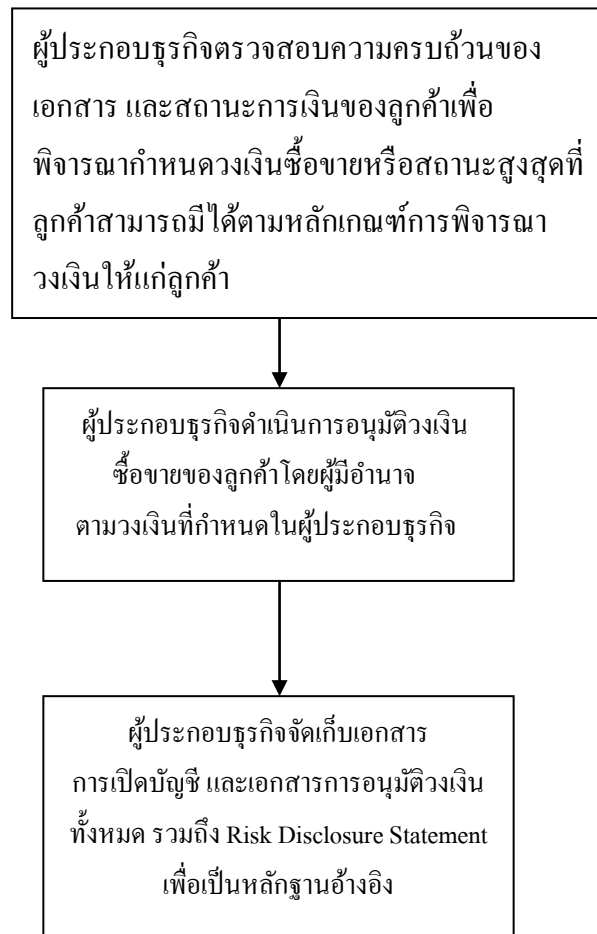 ผู้ประกอบธุรกิจตรวจสอบความครบถ้วนของ
เอกสาร และสถานะการเงินของลูกค้าเพื่อ
พิจารณากำหนดวงเงินซื้อขายหรือสถานะสูงสุดที่
ลูกค้าสามารถมีได้ตามหลักเกณฑ์การพิจารณา
วงเงินให้แก่ลูกค้า
ผู้ประกอบธุรกิจดำเนินการอนุมัติวงเงิน
ซื้อขายของลูกค้าโดยผู้มีอำนาจ
ตามวงเงินที่กำหนดในผู้ประกอบธุรกิจ
ผู้ประกอบธุรกิจจัดเก็บเอกสาร
การเปิดบัญชี และเอกสารการอนุมัติวงเงิน
ทั้งหมด รวมถึง Risk Disclosure Statement
เพื่อเป็นหลักฐานอ้างอิง